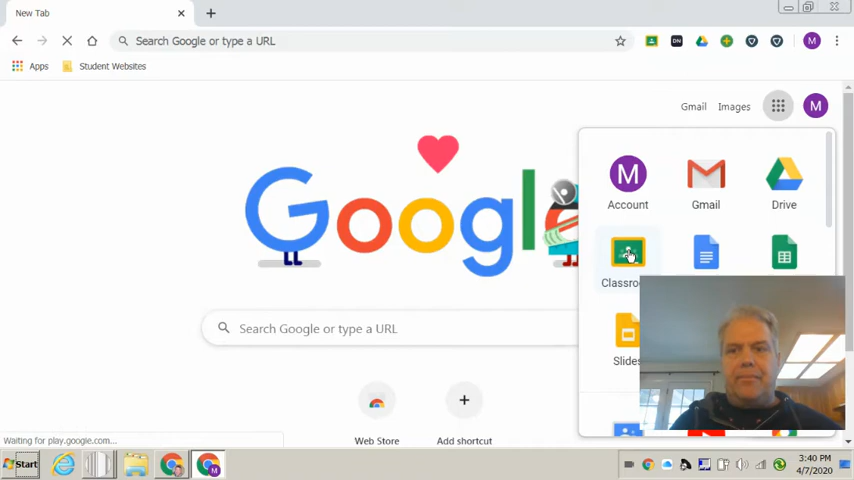 New Tab
Search Google or type a URL
DN
M
Apps
Student Websites
Gmail
Images
M
Google
M
Account
Gmail
Drive
Classro
Slides
Search Google or type a URL
Web Store
Add shortcut
Waiting for play.google.com...
Start
M
3:40 PM
4/7/2020